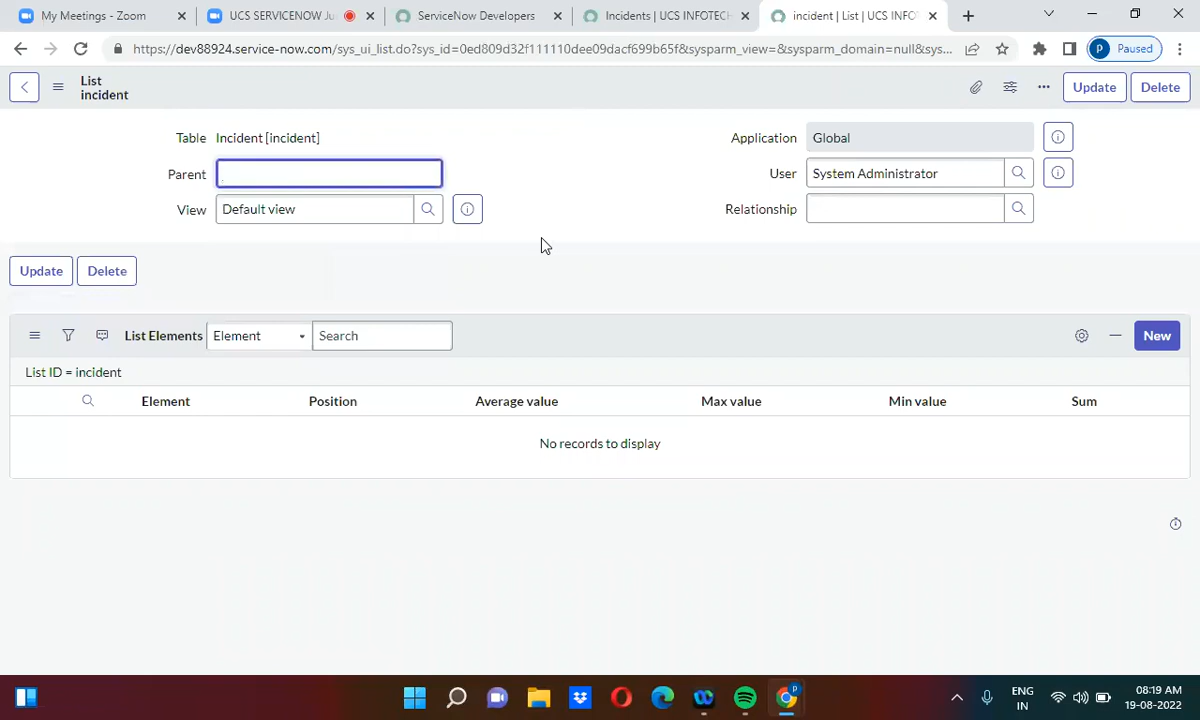 My Meetings - Zoom
UCS SERVICENOW Ju
ServiceNow Developers
Incidents | UCS INFOTECH
incident | List | UCS INFO
https://dev88924.service-now.com/sys_ui_list.do?sys_id=0ed809d32f111110dee09dacf699b65f&sysparm_view=&sysparm_domain=null&sys...
P Paused
List
incident
Update Delete
Table Incident [incident]
Application Global
Parent
User System Administrator
View Default view
Relationship
Update Delete
List Elements Element Search
New
List ID = incident
Element Position Average value Max value Min value Sum
No records to display
ENG
IN
08:19 AM
19-08-2022